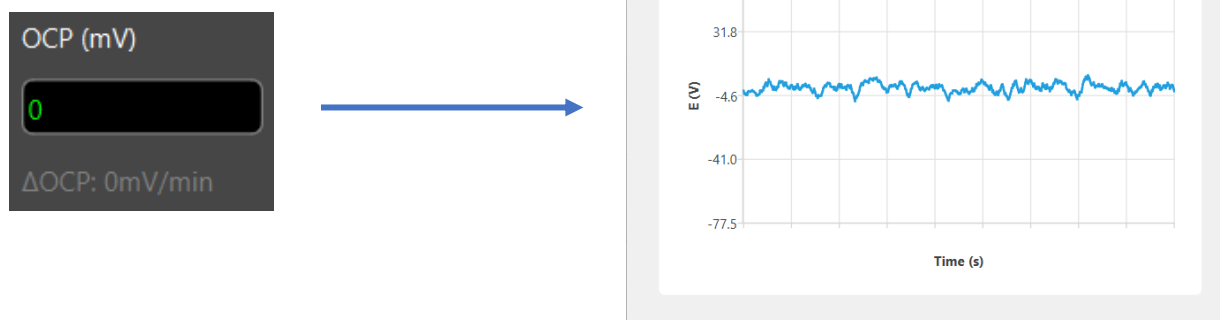 OCP (mV)
0
ΔOCP: 0mV/min
31.8
E (V)
-4.6
-41.0
-77.5
Time (s)